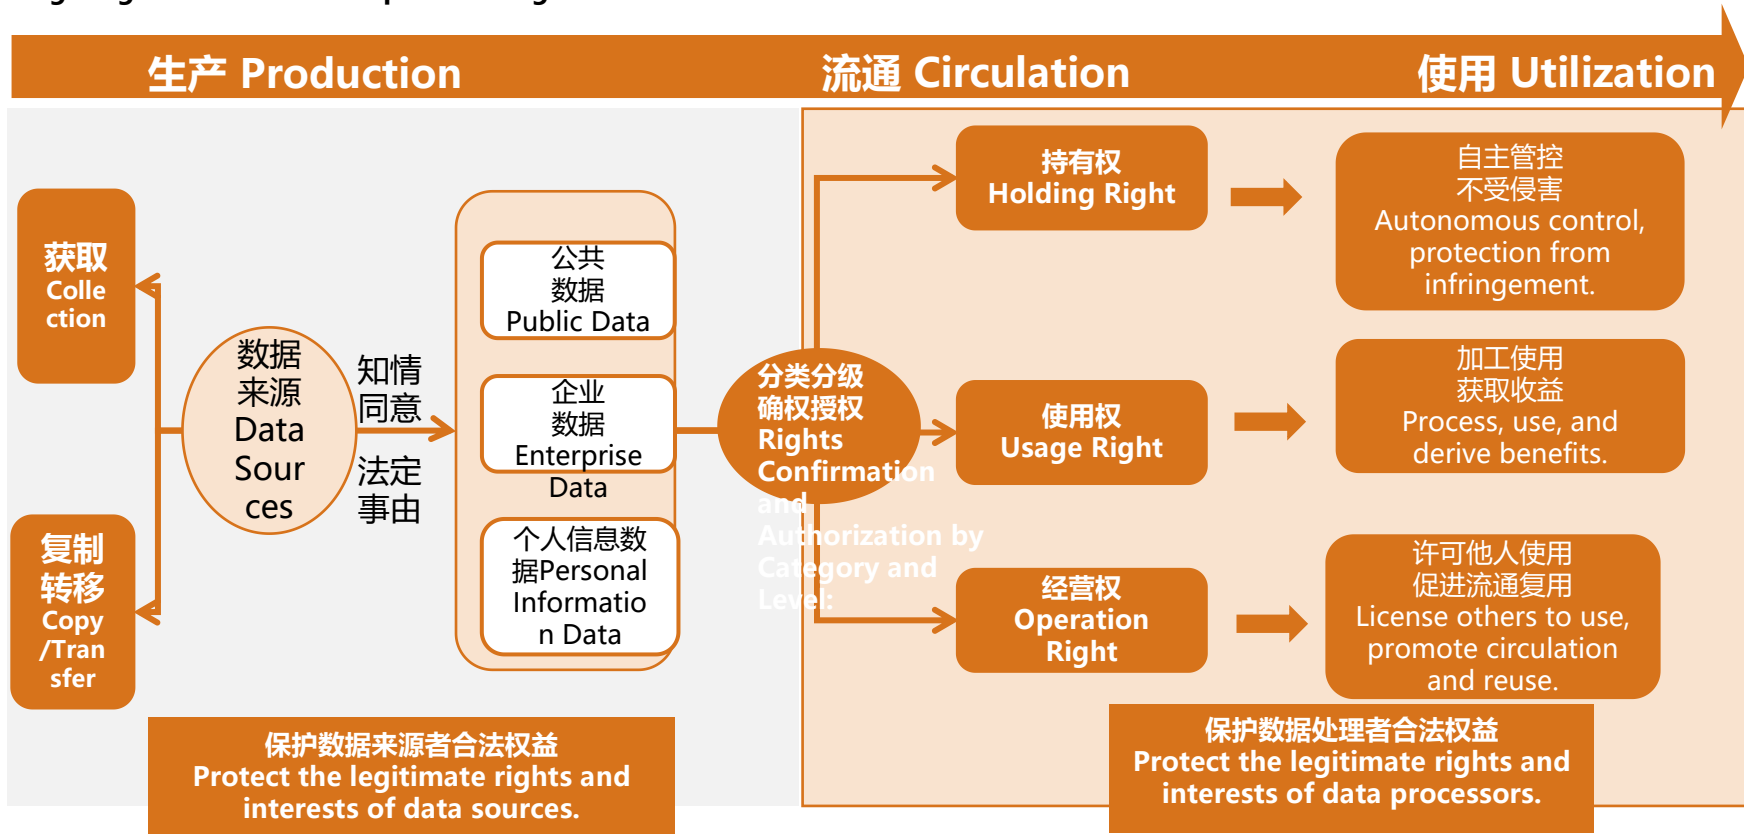 生产 Production
流通 Circulation
使用 Utilization
获取
Colle
ction
复制
转移
Copy
/Tran
sfer
数据
来源
Data
Sour
ces
知情
同意
法定
事由
公共
数据
Public Data
企业
数据
Enterprise
Data
个人信息数
据Personal
Informatio
n Data
分类分级
确权授权
Rights
Confirmation
and
Authorization by
Category and
Level:
持有权
Holding Right
使用权
Usage Right
经营权
Operation
Right
自主管控
不受侵害
Autonomous control,
protection from
infringement.
加工使用
获取收益
Process, use, and
derive benefits.
许可他人使用
促进流通复用
License others to use,
promote circulation
and reuse.
保护数据来源者合法权益
Protect the legitimate rights and
interests of data sources.
保护数据处理者合法权益
Protect the legitimate rights and
interests of data processors.